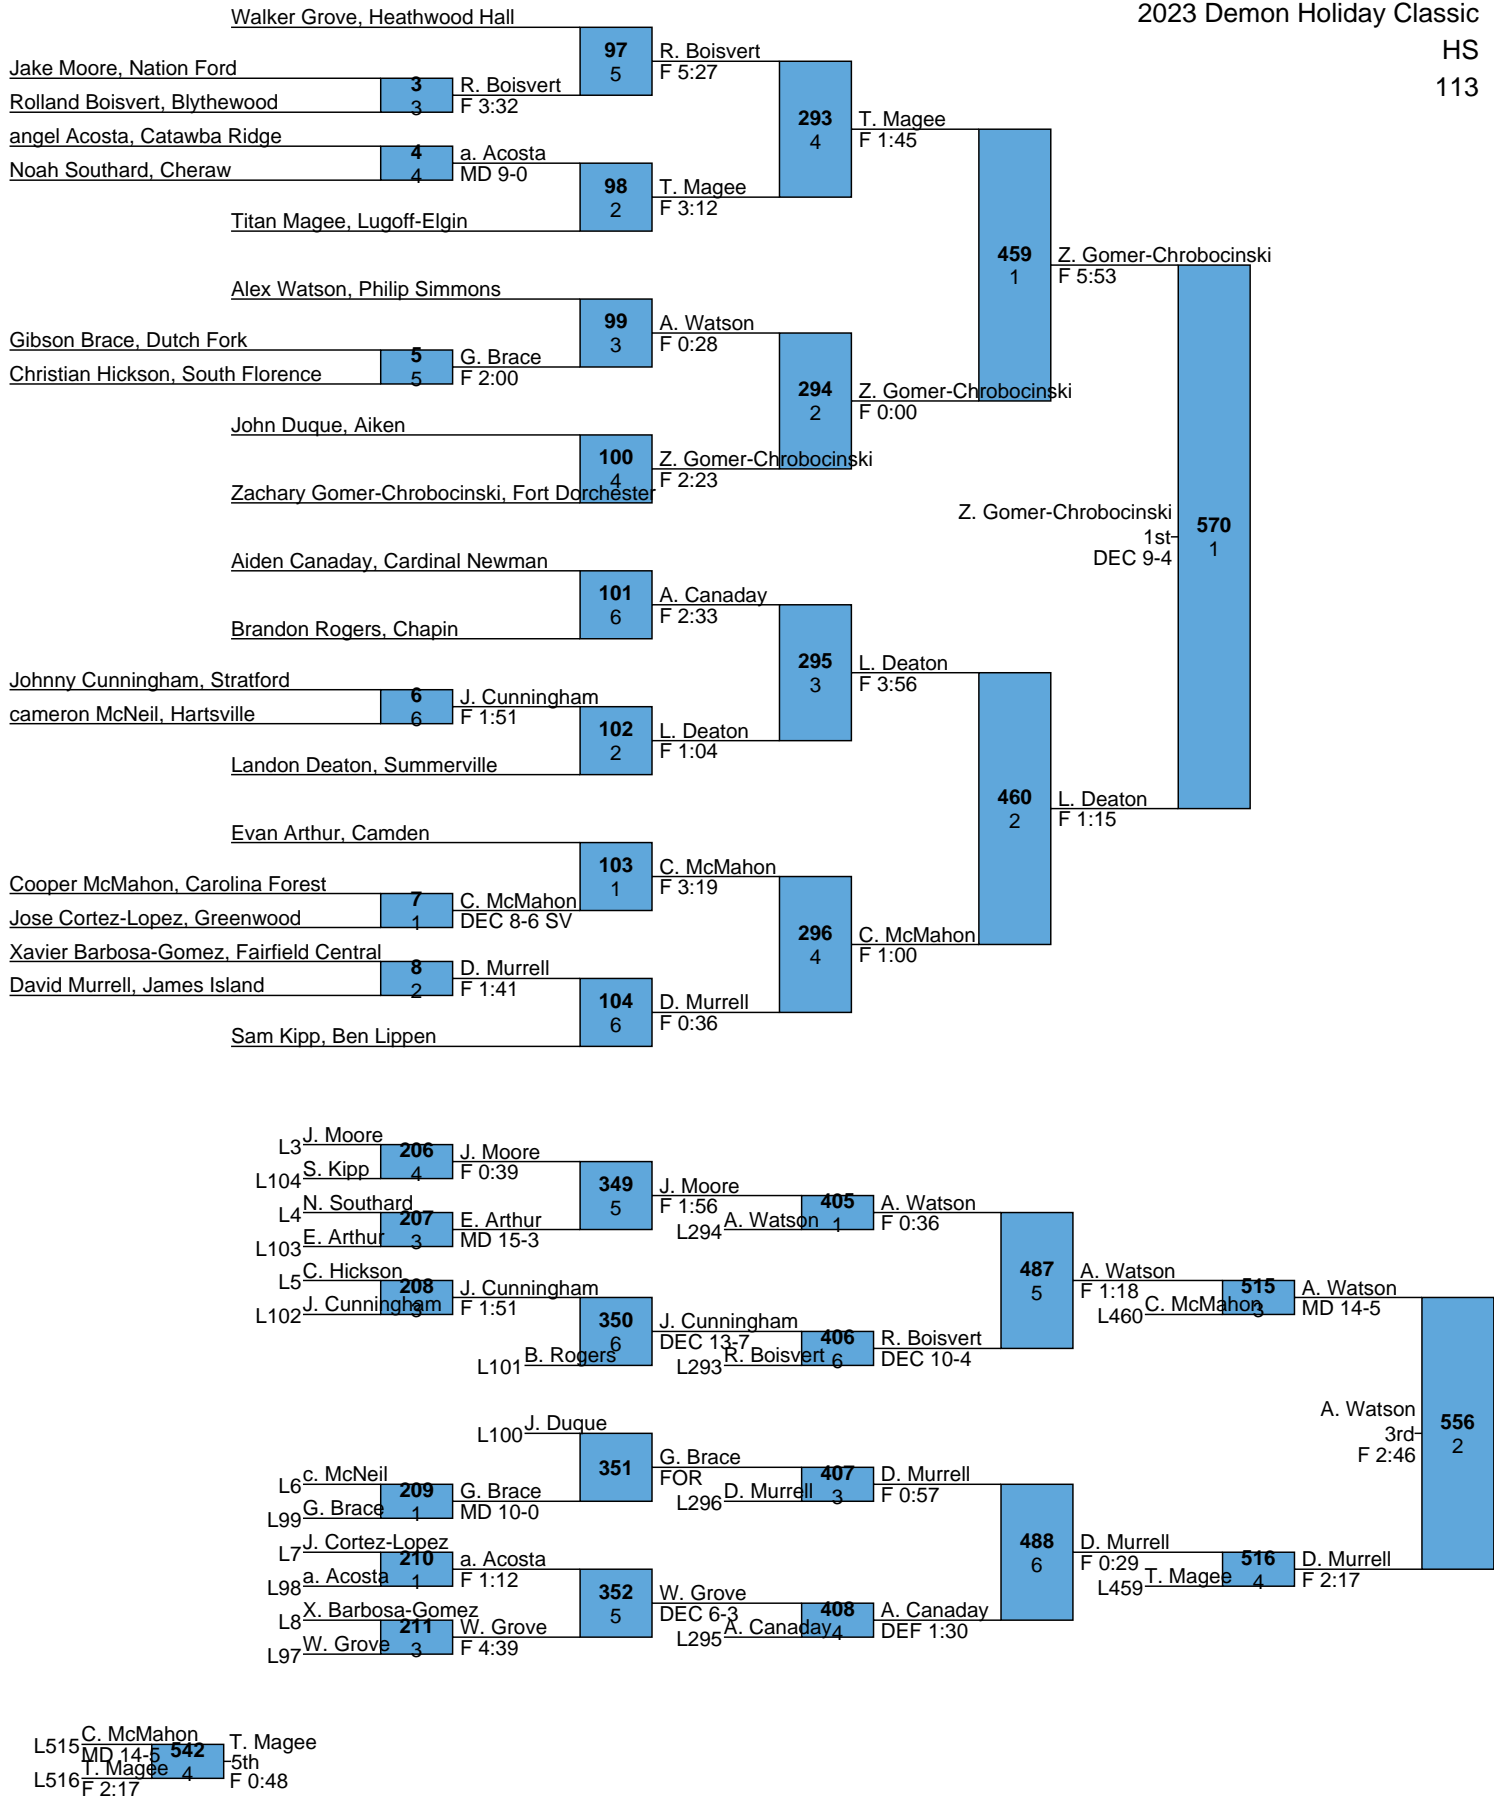 2023 Demon Holiday Classic
HS
113
Walker Grove, Heathwood Hall
97
5
R. Boisvert
F 5:27
Jake Moore, Nation Ford
3
3
R. Boisvert
F 3:32
Rolland Boisvert, Blythewood
293
4
T. Magee
F 1:45
angel Acosta, Catawba Ridge
4
4
a. Acosta
MD 9-0
Noah Southard, Cheraw
98
2
T. Magee
F 3:12
Titan Magee, Lugoff-Elgin
459
1
Z. Gomer-Chrobocinski
F 5:53
Alex Watson, Philip Simmons
99
3
A. Watson
F 0:28
Gibson Brace, Dutch Fork
5
5
G. Brace
F 2:00
Christian Hickson, South Florence
294
2
Z. Gomer-Chrobocinski
F 0:00
John Duque, Aiken
100
4
Z. Gomer-Chrobocinski
F 2:23
Zachary Gomer-Chrobocinski, Fort Dorchester
Z. Gomer-Chrobocinski
1st
DEC 9-4
570
1
Aiden Canaday, Cardinal Newman
101
6
A. Canaday
F 2:33
Brandon Rogers, Chapin
295
3
L. Deaton
F 3:56
Johnny Cunningham, Stratford
6
6
J. Cunningham
F 1:51
cameron McNeil, Hartsville
102
2
L. Deaton
F 1:04
Landon Deaton, Summerville
460
2
L. Deaton
F 1:15
Evan Arthur, Camden
103
1
C. McMahon
F 3:19
Cooper McMahon, Carolina Forest
7
1
C. McMahon
DEC 8-6 SV
Jose Cortez-Lopez, Greenwood
296
4
C. McMahon
F 1:00
Xavier Barbosa-Gomez, Fairfield Central
8
2
D. Murrell
F 1:41
David Murrell, James Island
104
6
D. Murrell
F 0:36
Sam Kipp, Ben Lippen
L3
J. Moore
206
4
J. Moore
F 0:39
L104
S. Kipp
349
5
J. Moore
F 1:56
L4
N. Southard
207
3
E. Arthur
MD 15-3
L103
E. Arthur
L294
A. Watson
405
1
A. Watson
F 0:36
L5
C. Hickson
208
3
J. Cunningham
F 1:51
L102
J. Cunningham
487
5
A. Watson
F 1:18
L460
C. McMahon
515
3
A. Watson
MD 14-5
350
6
J. Cunningham
DEC 13-7
L101
B. Rogers
L293
R. Boisvert
406
6
R. Boisvert
DEC 10-4
A. Watson
3rd
F 2:46
556
2
L100
J. Duque
351
G. Brace
FOR
L6
c. McNeil
209
1
G. Brace
MD 10-0
L99
G. Brace
L296
D. Murrell
407
3
D. Murrell
F 0:57
L7
J. Cortez-Lopez
210
1
a. Acosta
F 1:12
L98
a. Acosta
488
6
D. Murrell
F 0:29
L459
T. Magee
516
4
D. Murrell
F 2:17
352
5
W. Grove
DEC 6-3
L8
X. Barbosa-Gomez
211
3
W. Grove
F 4:39
L97
W. Grove
L295
A. Canaday
408
4
A. Canaday
DEF 1:30
L515
C. McMahon
MD 14-5
542
4
T. Magee
5th
F 0:48
L516
T. Magee
F 2:17